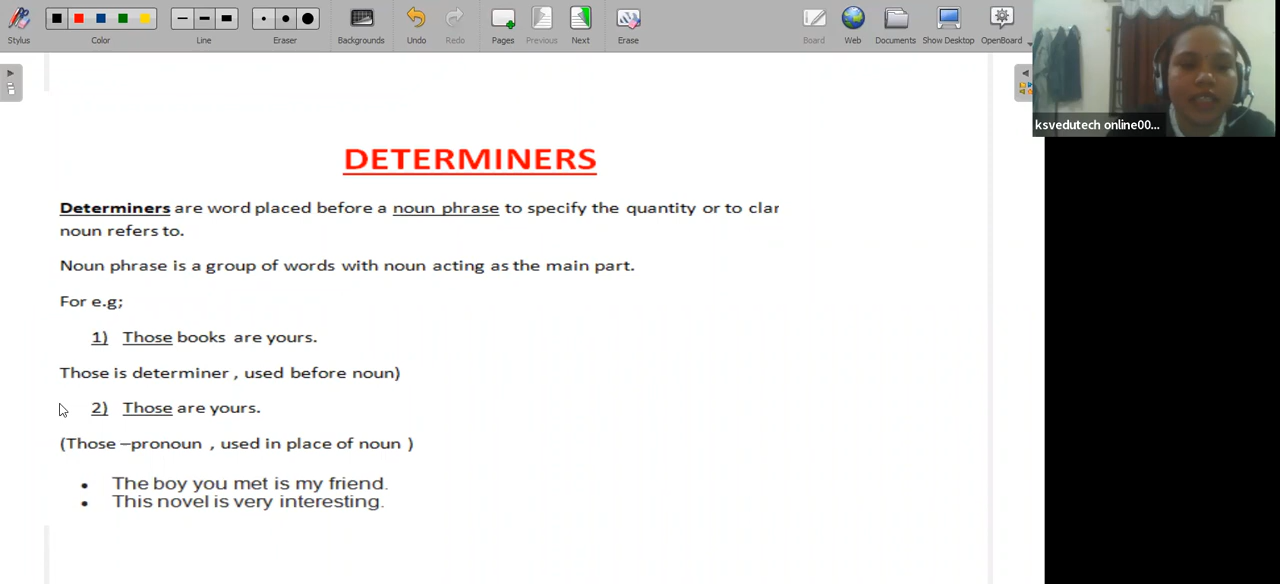 Stylus
Color
Line
Eraser
Backgrounds
Undo
Redo
Pages
Previous
Next
Erase
Board
Web
Documents
Show Desktop
OpenBoard
ksvedutech online00...
DETERMINERS
Determiners are word placed before a noun phrase to specify the quantity or to clar
noun refers to.
Noun phrase is a group of words with noun acting as the main part.
For e.g;
1) Those books are yours.
Those is determiner , used before noun)
2) Those are yours.
(Those –pronoun , used in place of noun )
• The boy you met is my friend.
• This novel is very interesting.